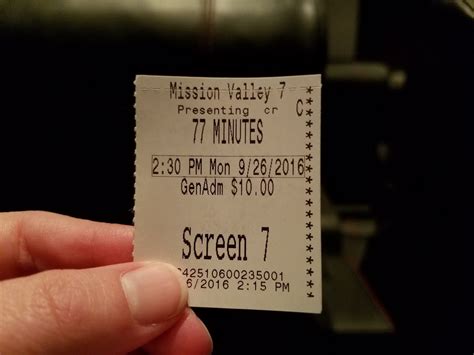 Mission Valley 7
Presenting cr C
77 MINUTES
2:30 PM Mon 9/26/2016
GenAdm $10.00
Screen 7
42510600235001
6/2016 2:15 PM